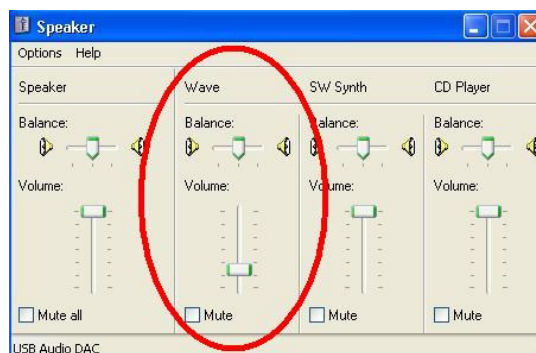 Speaker
Options Help
Speaker Wave SW Synth CD Player
Balance: Balance: Balance: Balance:
Volume: Volume: Volume: Volume:
Mute all Mute Mute Mute
USB Audio DAC